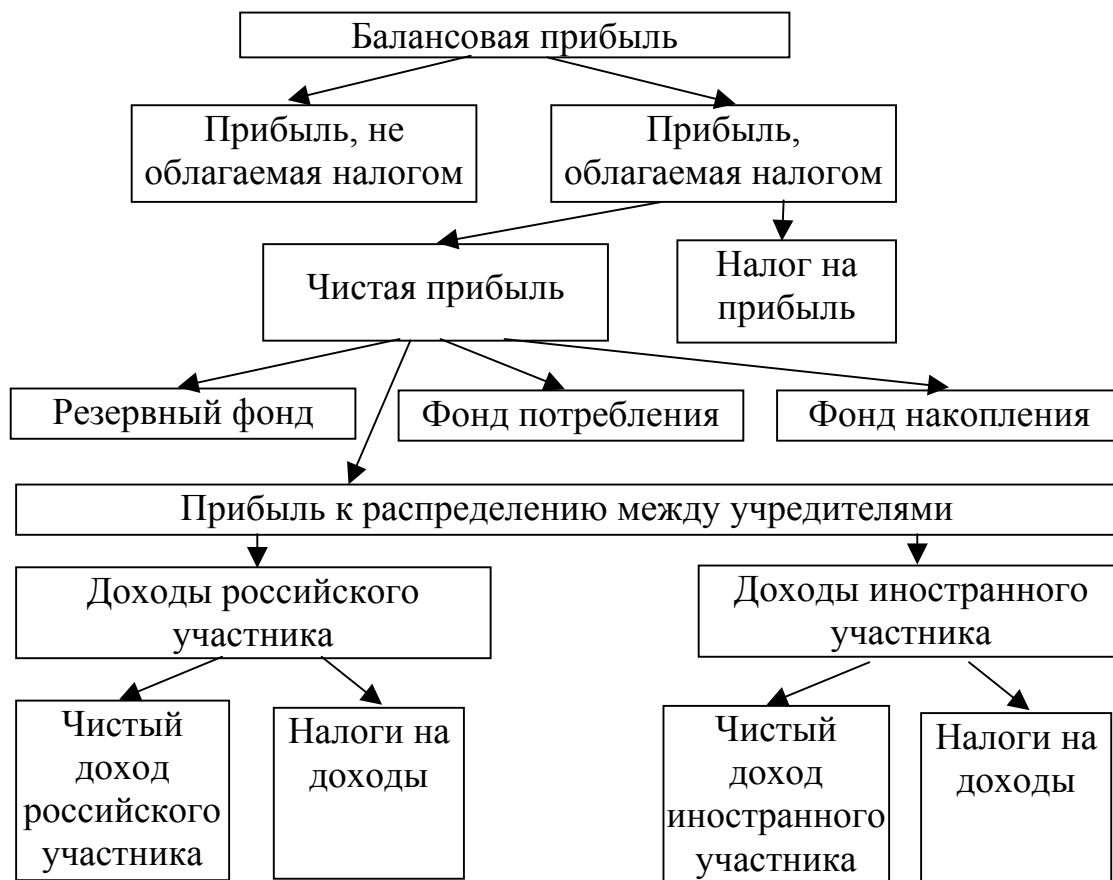 Балансовая прибыль
Прибыль, не
облагаемая налогом
Прибыль,
облагаемая налогом
Чистая прибыль
Налог на
прибыль
Резервный фонд
Фонд потребления
Фонд накопления
Прибыль к распределению между учредителями
Доходы российского
участника
Доходы иностранного
участника
Чистый
доход
российского
участника
Налоги на
доходы
Чистый
доход
иностранного
участника
Налоги на
доходы